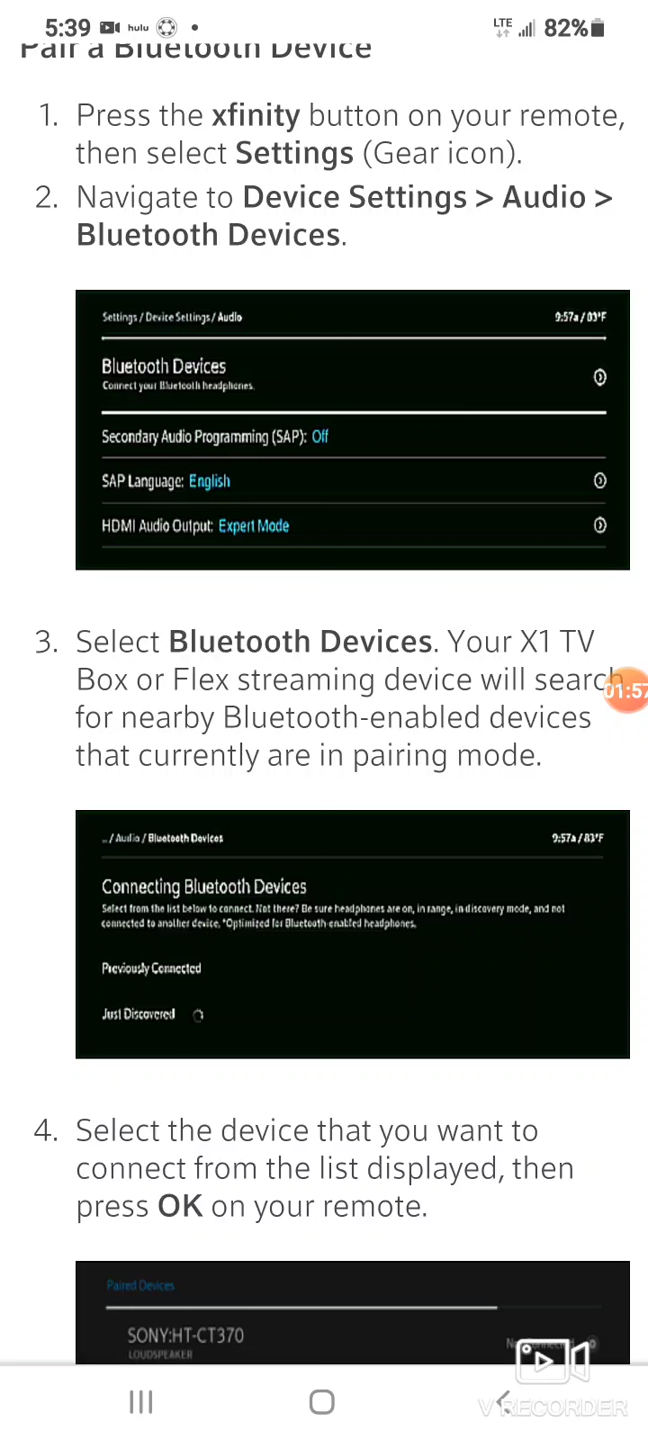 5:39 hulu LTE 82%
Pair a Bluetooth Device
1. Press the xfinity button on your remote,
then select Settings (Gear icon).
2. Navigate to Device Settings > Audio >
Bluetooth Devices.
Settings / Device Settings / Audio 9:57a / 83°F
Bluetooth Devices
Connect your Bluetooth headphones.
Secondary Audio Programming (SAP): Off
SAP Language: English
HDMI Audio Output: Expert Mode
3. Select Bluetooth Devices. Your X1 TV
Box or Flex streaming device will search
01:57
for nearby Bluetooth-enabled devices
that currently are in pairing mode.
... / Audio / Bluetooth Devices 9:57a / 83°F
Connecting Bluetooth Devices
Select from the list below to connect. Not there? Be sure headphones are on, in range, in discovery mode, and not
connected to another device. *Optimized for Bluetooth-enabled headphones.
Previously Connected
Just Discovered
4. Select the device that you want to
connect from the list displayed, then
press OK on your remote.
Paired Devices
SONY:HT-CT370
LOUDSPEAKER
V RECORDER